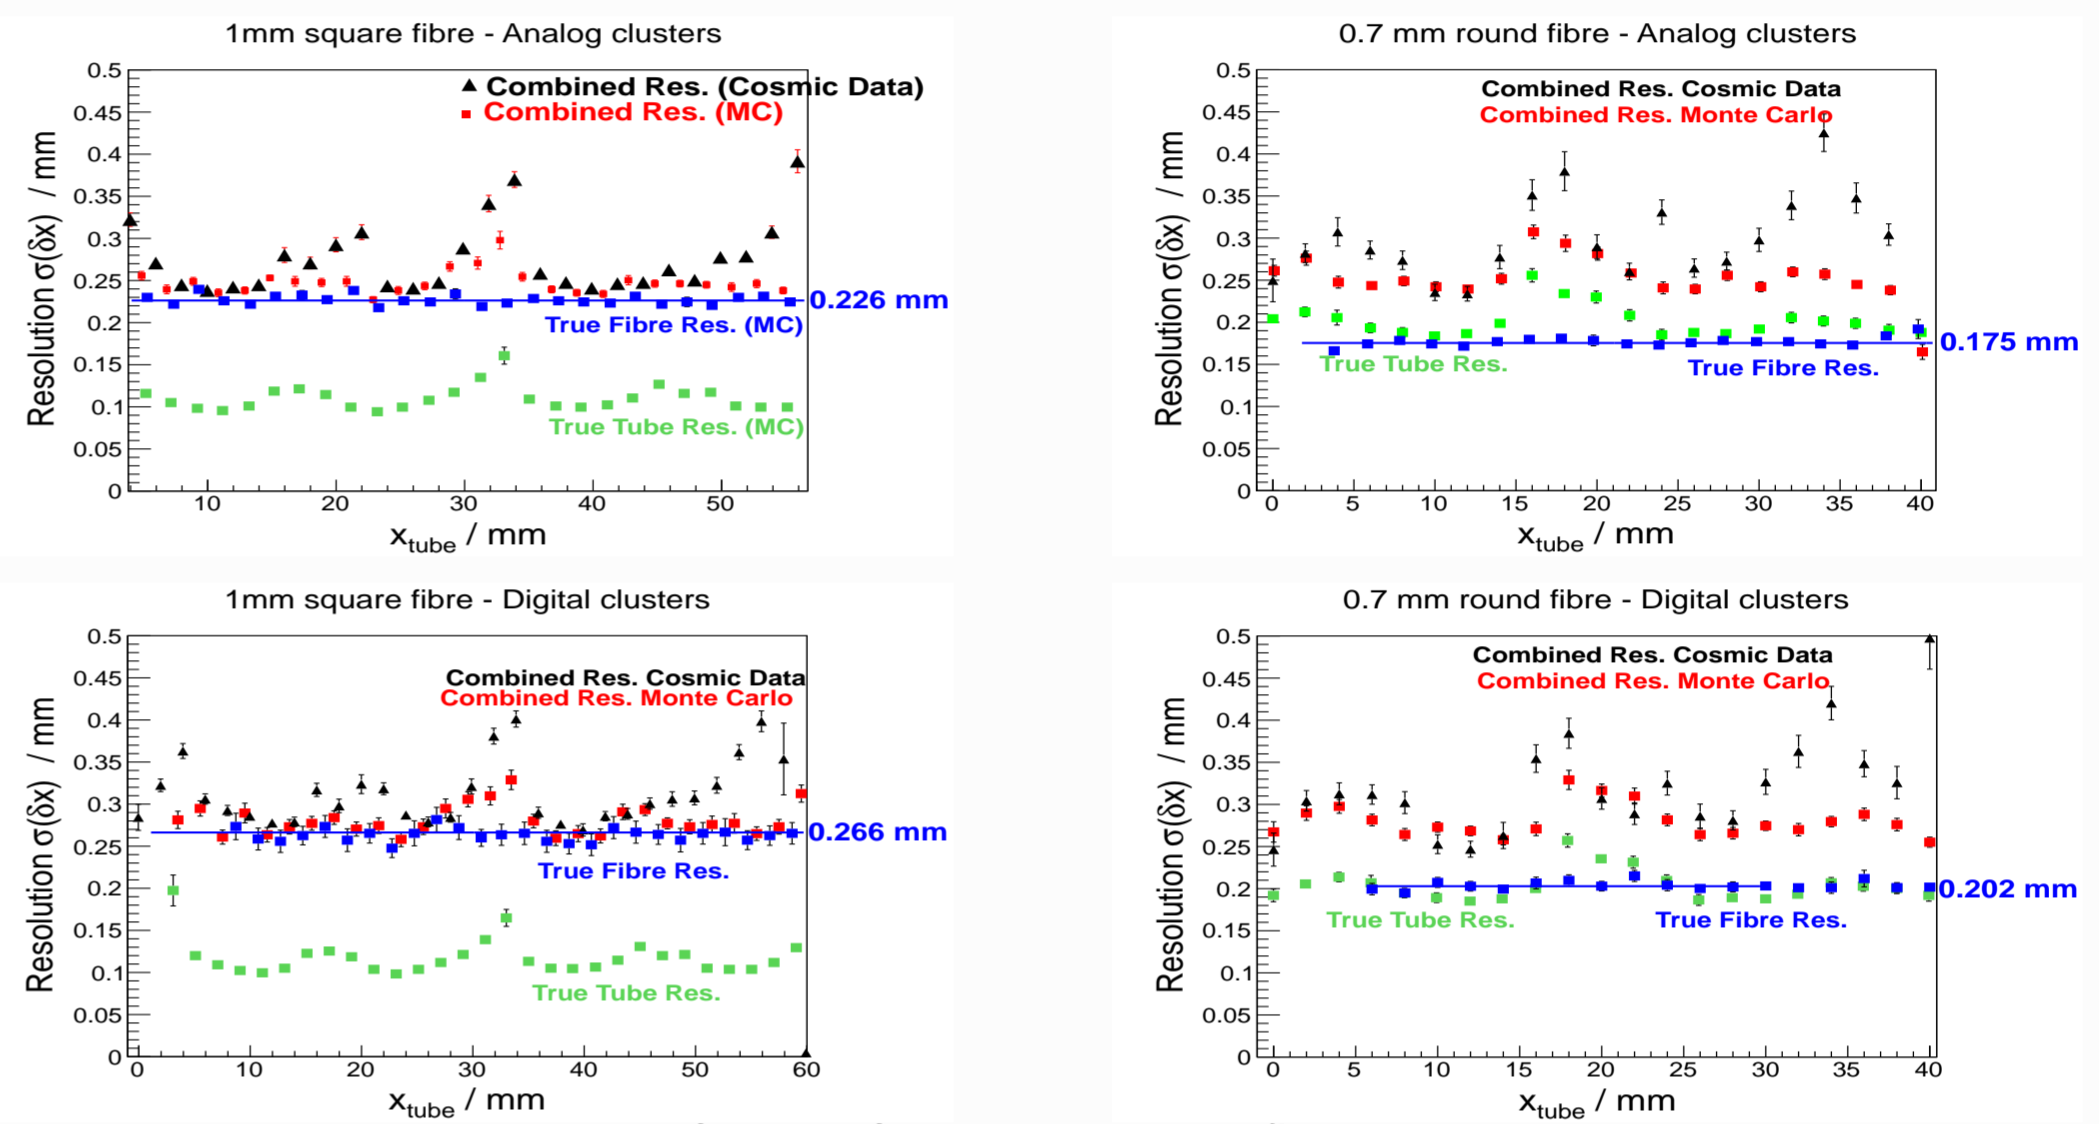 1mm square fibre - Analog clusters
Resolution σ(δx) / mm
0.5
0.45
0.4
0.35
0.3
0.25
0.2
0.15
0.1
0.05
0
Combined Res. (Cosmic Data)
Combined Res. (MC)
0.226 mm
True Fibre Res. (MC)
True Tube Res. (MC)
10 20 30 40 50
xtube / mm
0.7 mm round fibre - Analog clusters
Resolution σ(δx) / mm
0.5
0.45
0.4
0.35
0.3
0.25
0.2
0.15
0.1
0.05
0
Combined Res. Cosmic Data
Combined Res. Monte Carlo
0.175 mm
True Tube Res. True Fibre Res.
0 5 10 15 20 25 30 35 40
xtube / mm
1mm square fibre - Digital clusters
Resolution σ(δx) / mm
0.5
0.45
0.4
0.35
0.3
0.25
0.2
0.15
0.1
0.05
0
Combined Res. Cosmic Data
Combined Res. Monte Carlo
0.266 mm
True Fibre Res.
True Tube Res.
0 10 20 30 40 50 60
xtube / mm
0.7 mm round fibre - Digital clusters
Resolution σ(δx) / mm
0.5
0.45
0.4
0.35
0.3
0.25
0.2
0.15
0.1
0.05
0
Combined Res. Cosmic Data
Combined Res. Monte Carlo
0.202 mm
True Tube Res. True Fibre Res.
0 5 10 15 20 25 30 35 40
xtube / mm